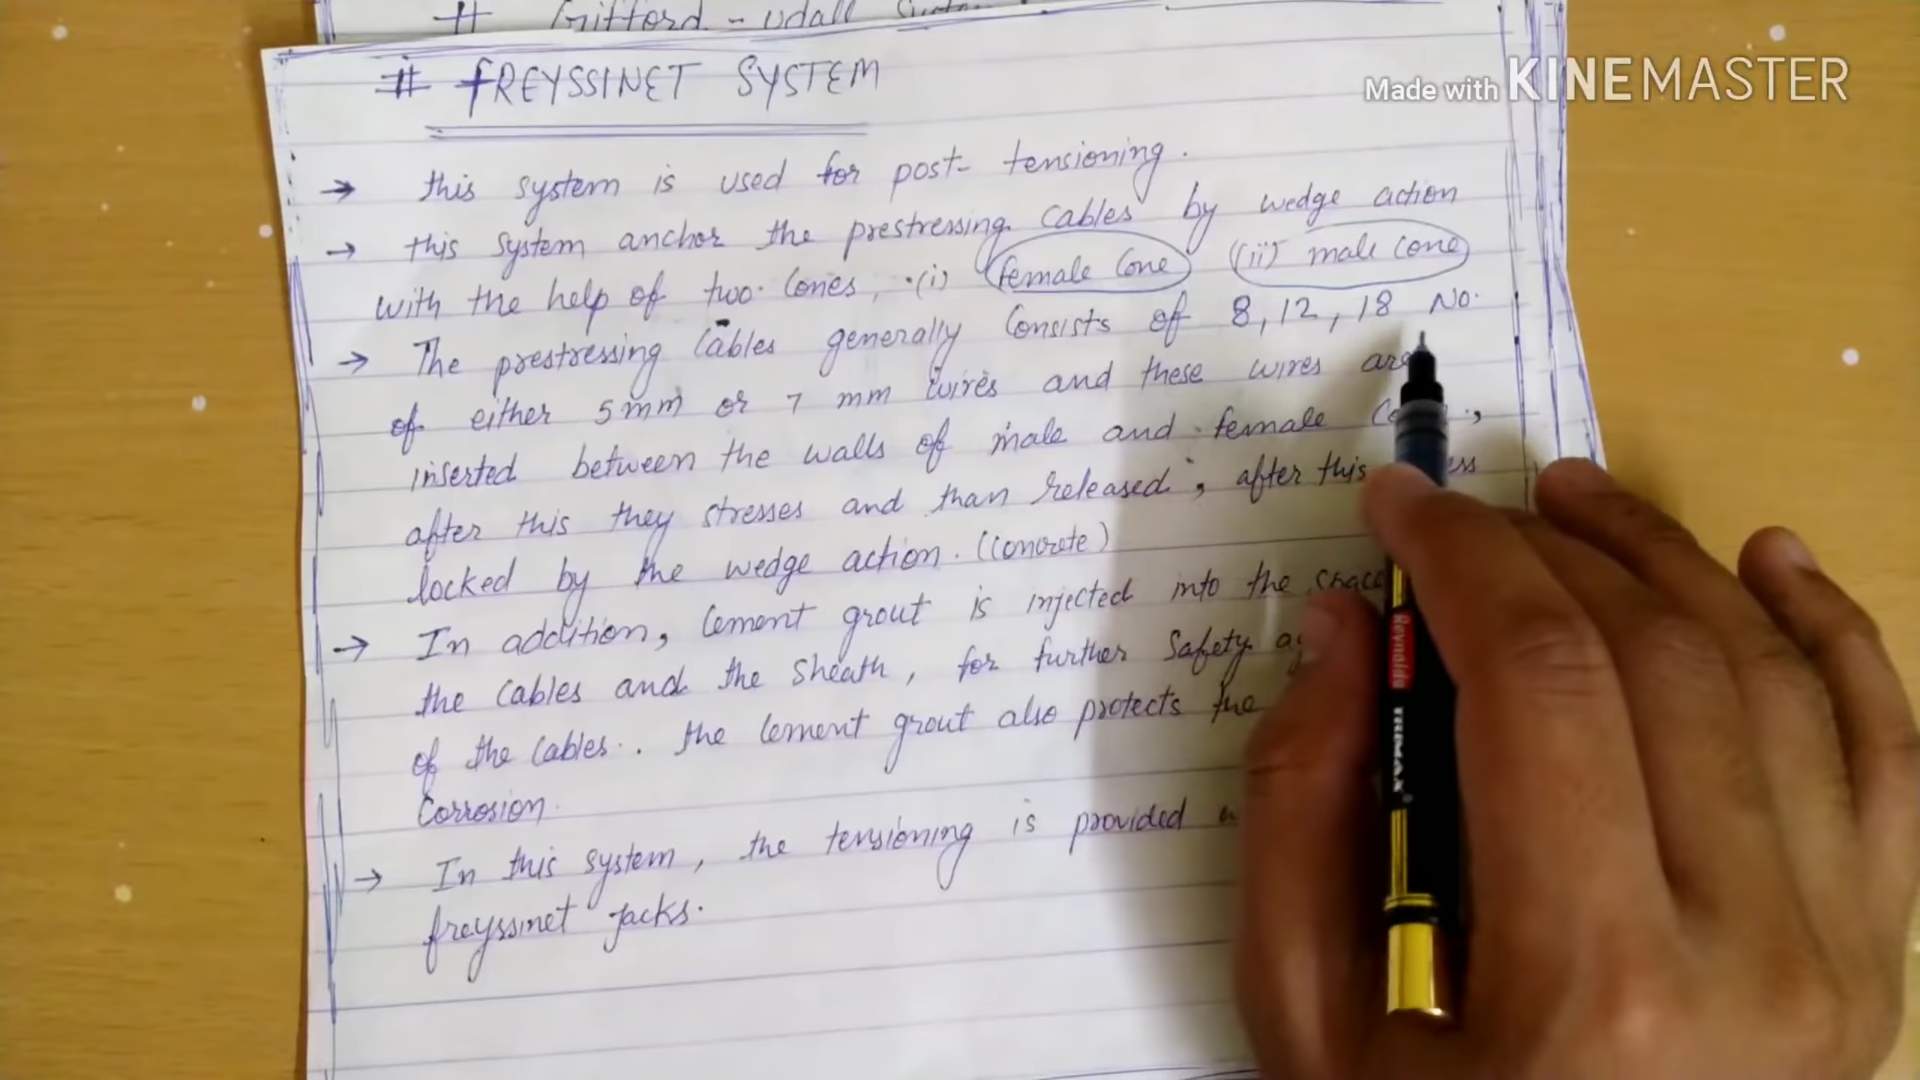 # Gifford - udall System
# fREYSSINET SYSTEM
Made with KINEMASTER
→ this system is used for post- tensioning.
→ this system anchor the prestressing cables by wedge action
with the help of two cones, (i) female cone (ii) male cone
→ The prestressing cables generally consists of 8, 12, 18 No.
of either 5mm or 7 mm wires and these wires are
inserted between the walls of male and female
after this they stresses and than released, after this
locked by the wedge action. (concrete)
→ In addition, cement grout is injected into the space
the cables and the sheath, for further safety
of the cables. the cement grout also protects the
corrosion.
→ In this system, the tensioning is provided
freyssinet jacks.
Reynolds TRIMAX